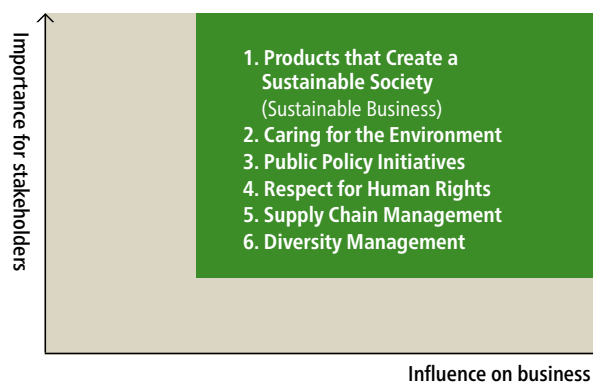 Importance for stakeholders
1. Products that Create a
Sustainable Society
(Sustainable Business)
2. Caring for the Environment
3. Public Policy Initiatives
4. Respect for Human Rights
5. Supply Chain Management
6. Diversity Management
Influence on business